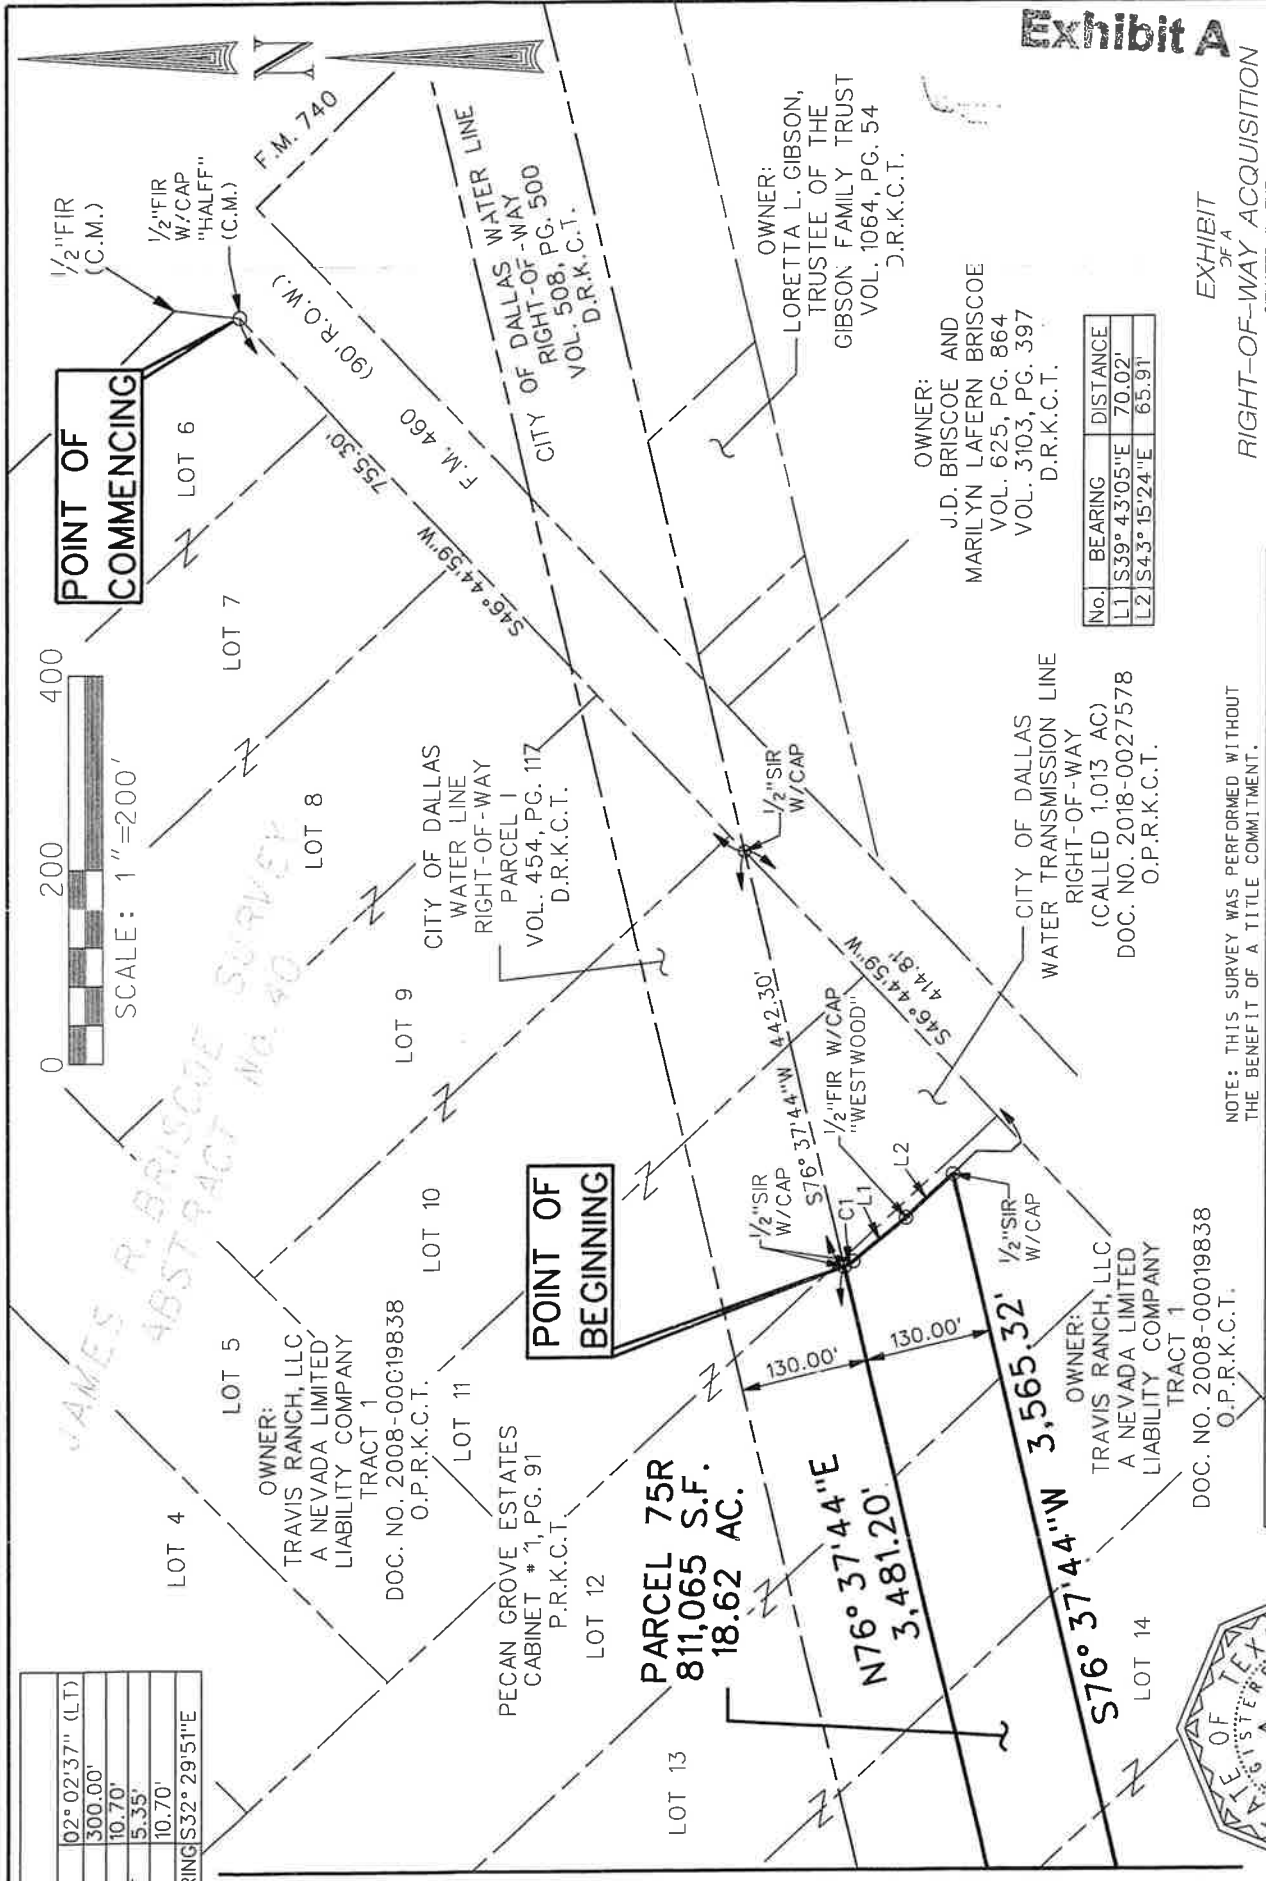 Exhibit A
N
1/2"FIR
(C.M.)
1/2"FIR
W/CAP
"HALFF"
(C.M.)
F.M. 740
POINT OF
COMMENCING
LOT 6
(90' R.O.W.)
F.M. 460
755.30'
S46° 44'59"W
CITY OF DALLAS WATER LINE
RIGHT-OF-WAY
VOL. 508, PG. 500
D.R.K.C.T.
OWNER:
LORETTA L. GIBSON,
TRUSTEE OF THE
GIBSON FAMILY TRUST
VOL. 1064, PG. 54
D.R.K.C.T.
OWNER:
J.D. BRISCOE AND
MARILYN LAFERN BRISCOE
VOL. 625, PG. 864
VOL. 3103, PG. 397
D.R.K.C.T.
No. BEARING DISTANCE
L1 S39° 43'05"E 70.02'
L2 S43° 15'24"E 65.91'
EXHIBIT
OF A
RIGHT-OF-WAY ACQUISITION
0 200 400
SCALE: 1"=200'
LOT 7
LOT 8
JAMES R. BRISCOE SURVEY
ABSTRACT No. 40
CITY OF DALLAS
WATER LINE
RIGHT-OF-WAY
PARCEL 1
VOL. 454, PG. 117
D.R.K.C.T.
LOT 9
1/2"SIR
W/CAP
CITY OF DALLAS
WATER TRANSMISSION LINE
RIGHT-OF-WAY
(CALLED 1.013 AC)
DOC. NO. 2018-0027578
O.P.R.K.C.T.
NOTE: THIS SURVEY WAS PERFORMED WITHOUT
THE BENEFIT OF A TITLE COMMITMENT.
S46° 44'59"W
414.81'
S76° 37'44"W 442.30'
1/2"FIR W/CAP
"WESTWOOD"
LOT 10
POINT OF
BEGINNING
1/2"SIR
W/CAP
C1
L1
L2
1/2"SIR
W/CAP
LOT 5
LOT 4
OWNER:
TRAVIS RANCH, LLC
A NEVADA LIMITED
LIABILITY COMPANY
TRACT 1
DOC. NO. 2008-00019838
O.P.R.K.C.T.
LOT 11
PECAN GROVE ESTATES
CABINET #1, PG. 91
P.R.K.C.T.
LOT 12
130.00'
130.00'
PARCEL 75R
811,065 S.F.
18.62 AC.
N76° 37'44"E
3,481.20'
S76° 37'44"W 3,565.32'
OWNER:
TRAVIS RANCH, LLC
A NEVADA LIMITED
LIABILITY COMPANY
TRACT 1
DOC. NO. 2008-00019838
O.P.R.K.C.T.
LOT 13
LOT 14
02° 02'37" (LT)
300.00'
10.70'
5.35'
10.70'
RING S32° 29'51"E
TE OF TEX